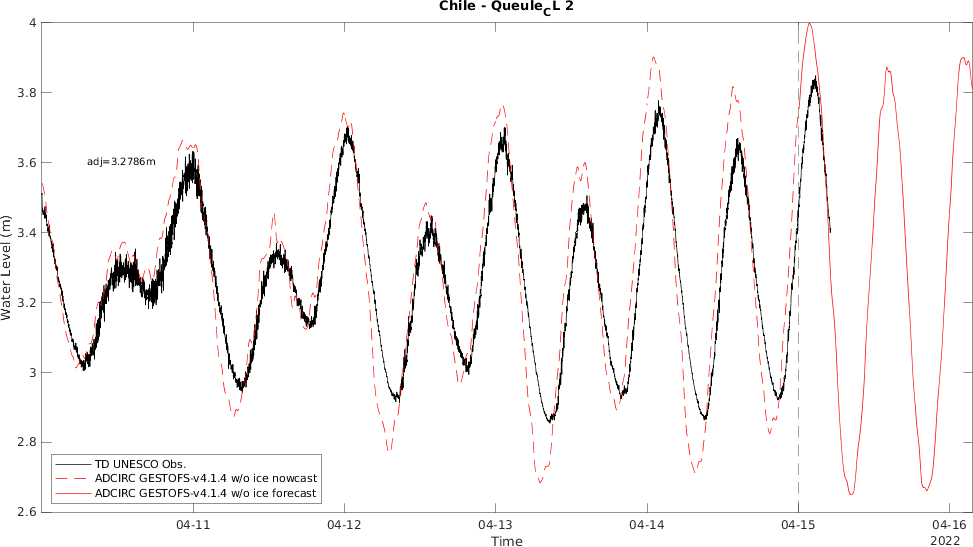 Chile - Queule_CL 2
4
3.8
3.6
3.4
3.2
3
2.8
2.6
Water Level (m)
adj=3.2786m
TD UNESCO Obs.
ADCIRC GESTOFS-v4.1.4 w/o ice nowcast
ADCIRC GESTOFS-v4.1.4 w/o ice forecast
04-11 04-12 04-13 04-14 04-15 04-16
Time
2022